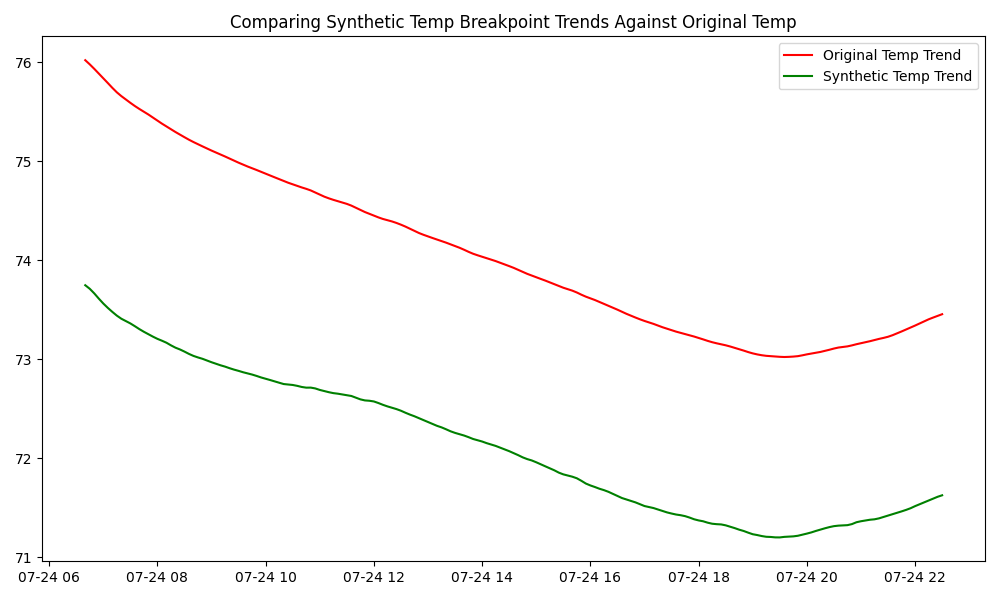 Comparing Synthetic Temp Breakpoint Trends Against Original Temp
Original Temp Trend
Synthetic Temp Trend
76
75
74
73
72
71
07-24 06 07-24 08 07-24 10 07-24 12 07-24 14 07-24 16 07-24 18 07-24 20 07-24 22